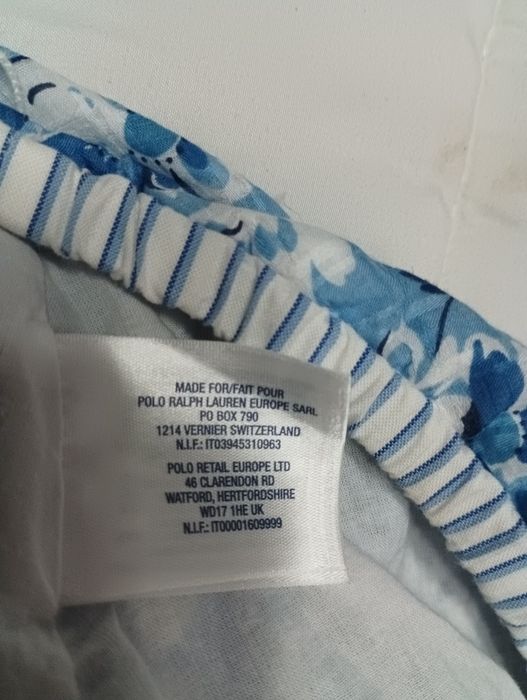 MADE FOR/FAIT POUR
POLO RALPH LAUREN EUROPE SARL
PO BOX 790
1214 VERNIER SWITZERLAND
N.I.F.: IT03945310963
POLO RETAIL EUROPE LTD
46 CLARENDON RD
WATFORD, HERTFORDSHIRE
WD17 1HE UK
N.I.F.: IT00001609999